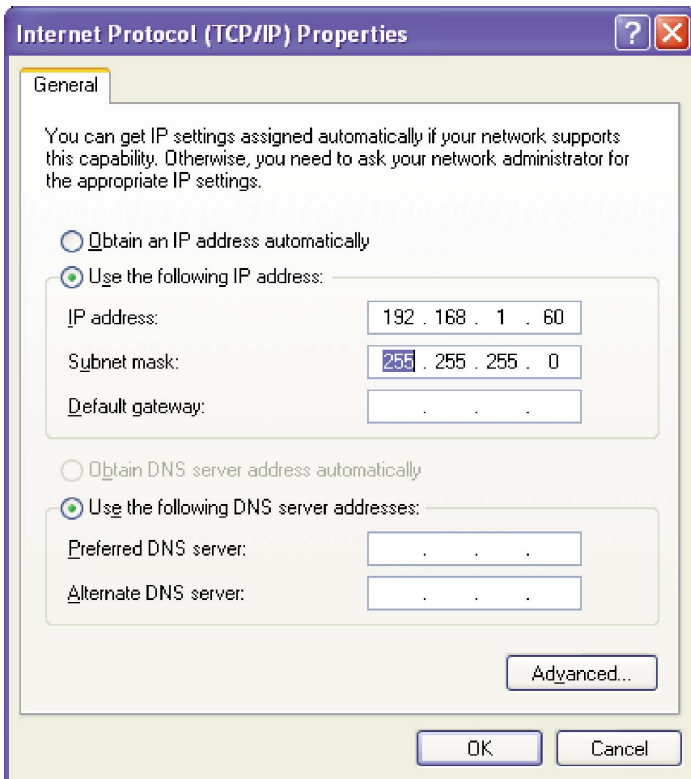 Internet Protocol (TCP/IP) Properties
General
You can get IP settings assigned automatically if your network supports
this capability. Otherwise, you need to ask your network administrator for
the appropriate IP settings.
Obtain an IP address automatically
Use the following IP address:
IP address: 192 . 168 . 1 . 60
Subnet mask: 255 . 255 . 255 . 0
Default gateway: . . .
Obtain DNS server address automatically
Use the following DNS server addresses:
Preferred DNS server: . . .
Alternate DNS server: . . .
Advanced...
OK Cancel